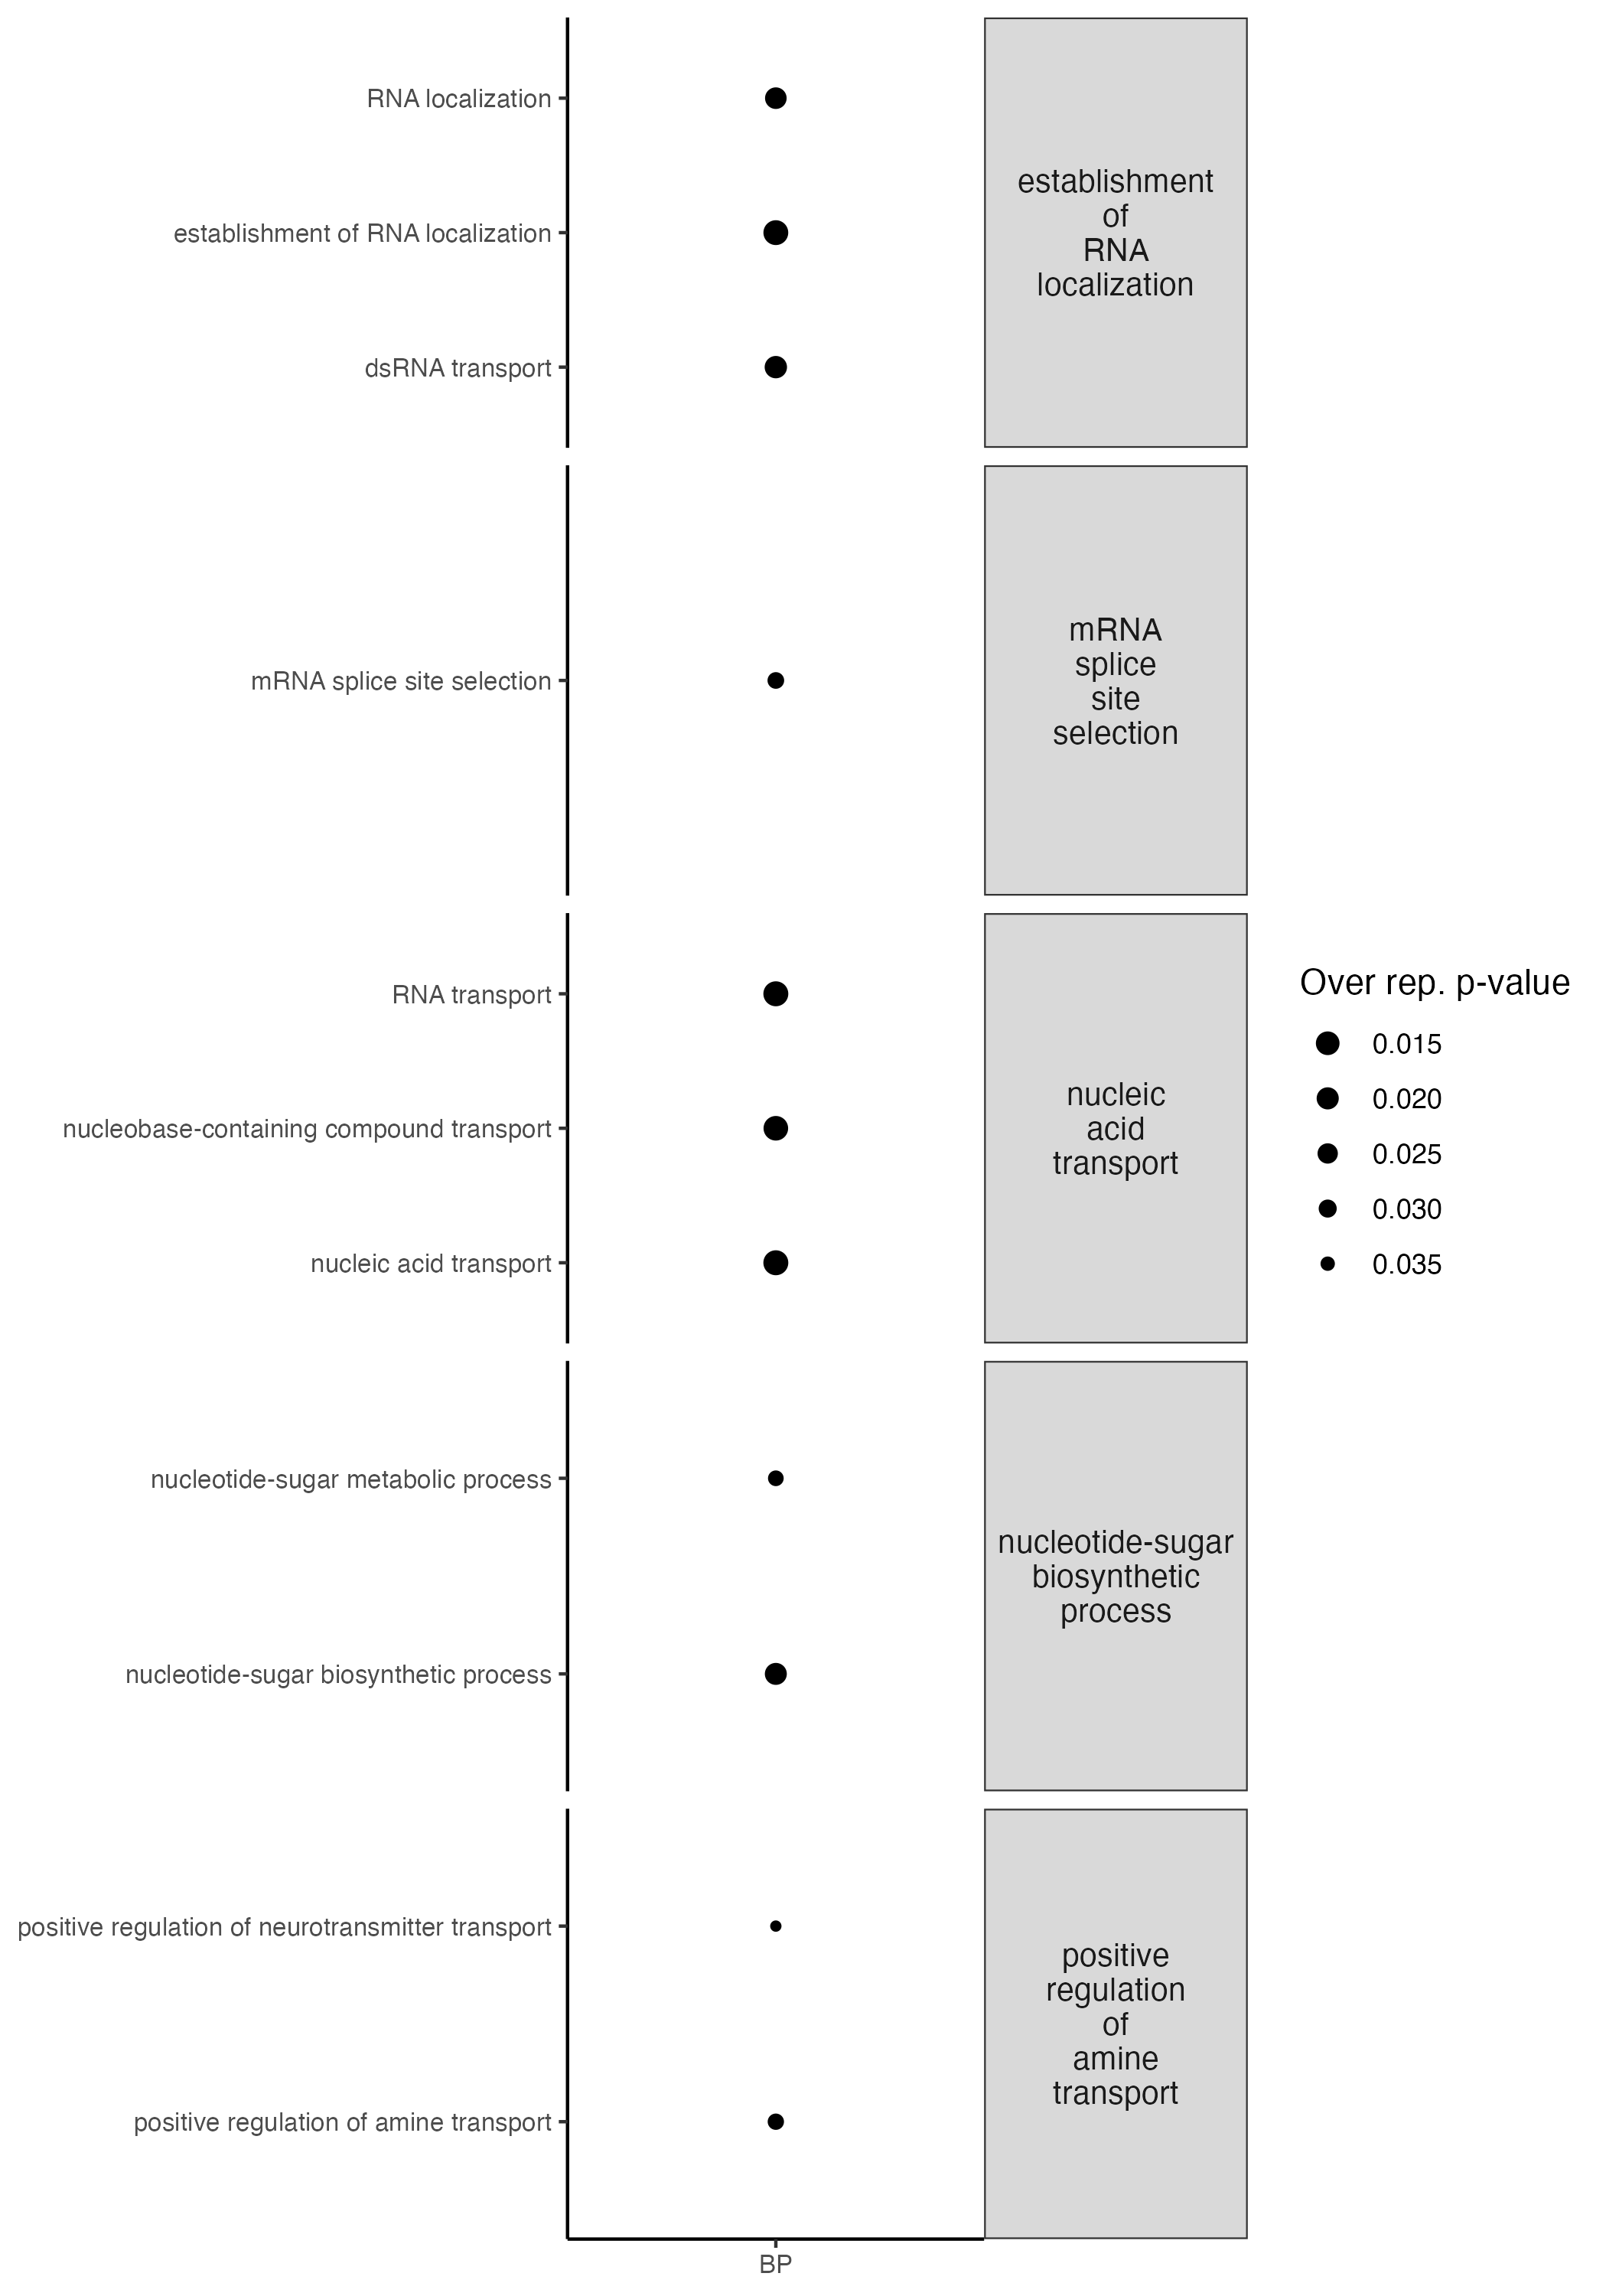 RNA localization
establishment of RNA localization
dsRNA transport
establishment
of
RNA
localization
mRNA splice site selection
mRNA
splice
site
selection
RNA transport
nucleobase-containing compound transport
nucleic acid transport
nucleic
acid
transport
nucleotide-sugar metabolic process
nucleotide-sugar biosynthetic process
nucleotide-sugar
biosynthetic
process
positive regulation of neurotransmitter transport
positive regulation of amine transport
positive
regulation
of
amine
transport
BP
Over rep. p-value
0.015
0.020
0.025
0.030
0.035